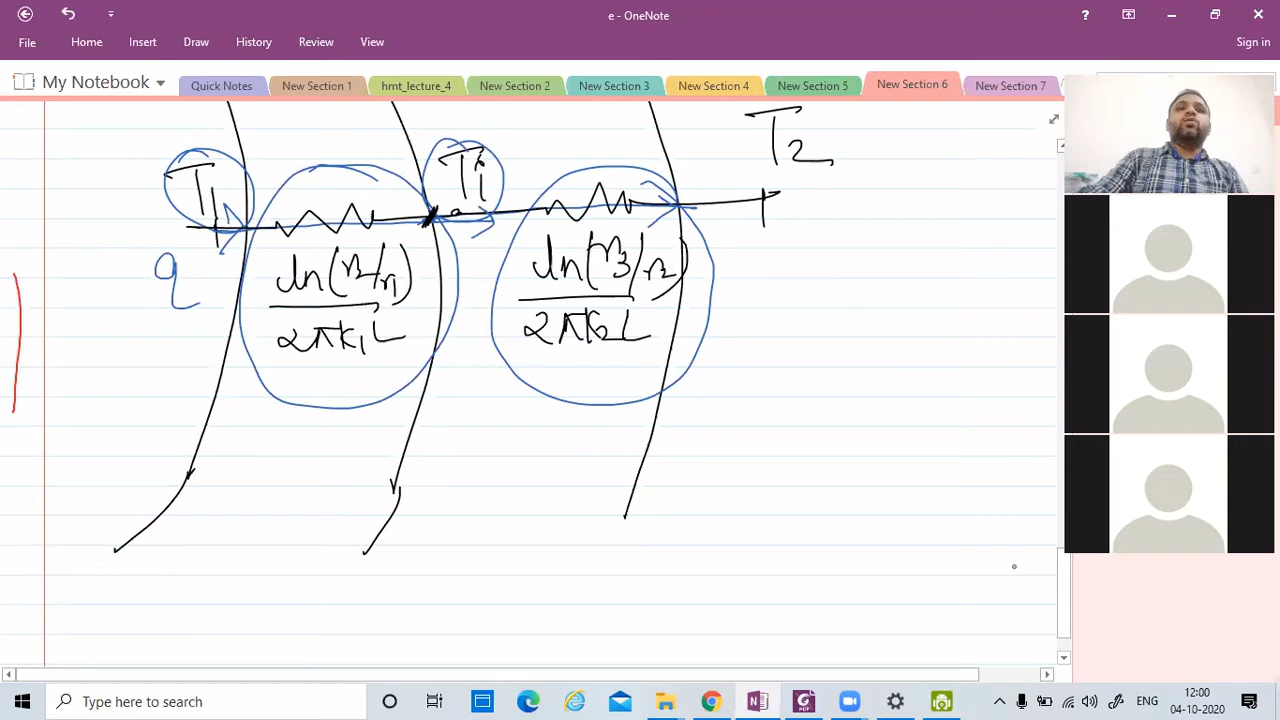 e - OneNote
File Home Insert Draw History Review View Sign in
My Notebook Quick Notes New Section 1 hmt_lecture_4 New Section 2 New Section 3 New Section 4 New Section 5 New Section 6 New Section 7
T2
T1 Ti
q
ln(r2/r1) ln(r3/r2)
2πk1L 2πk2L
Type here to search
ENG 2:00
04-10-2020